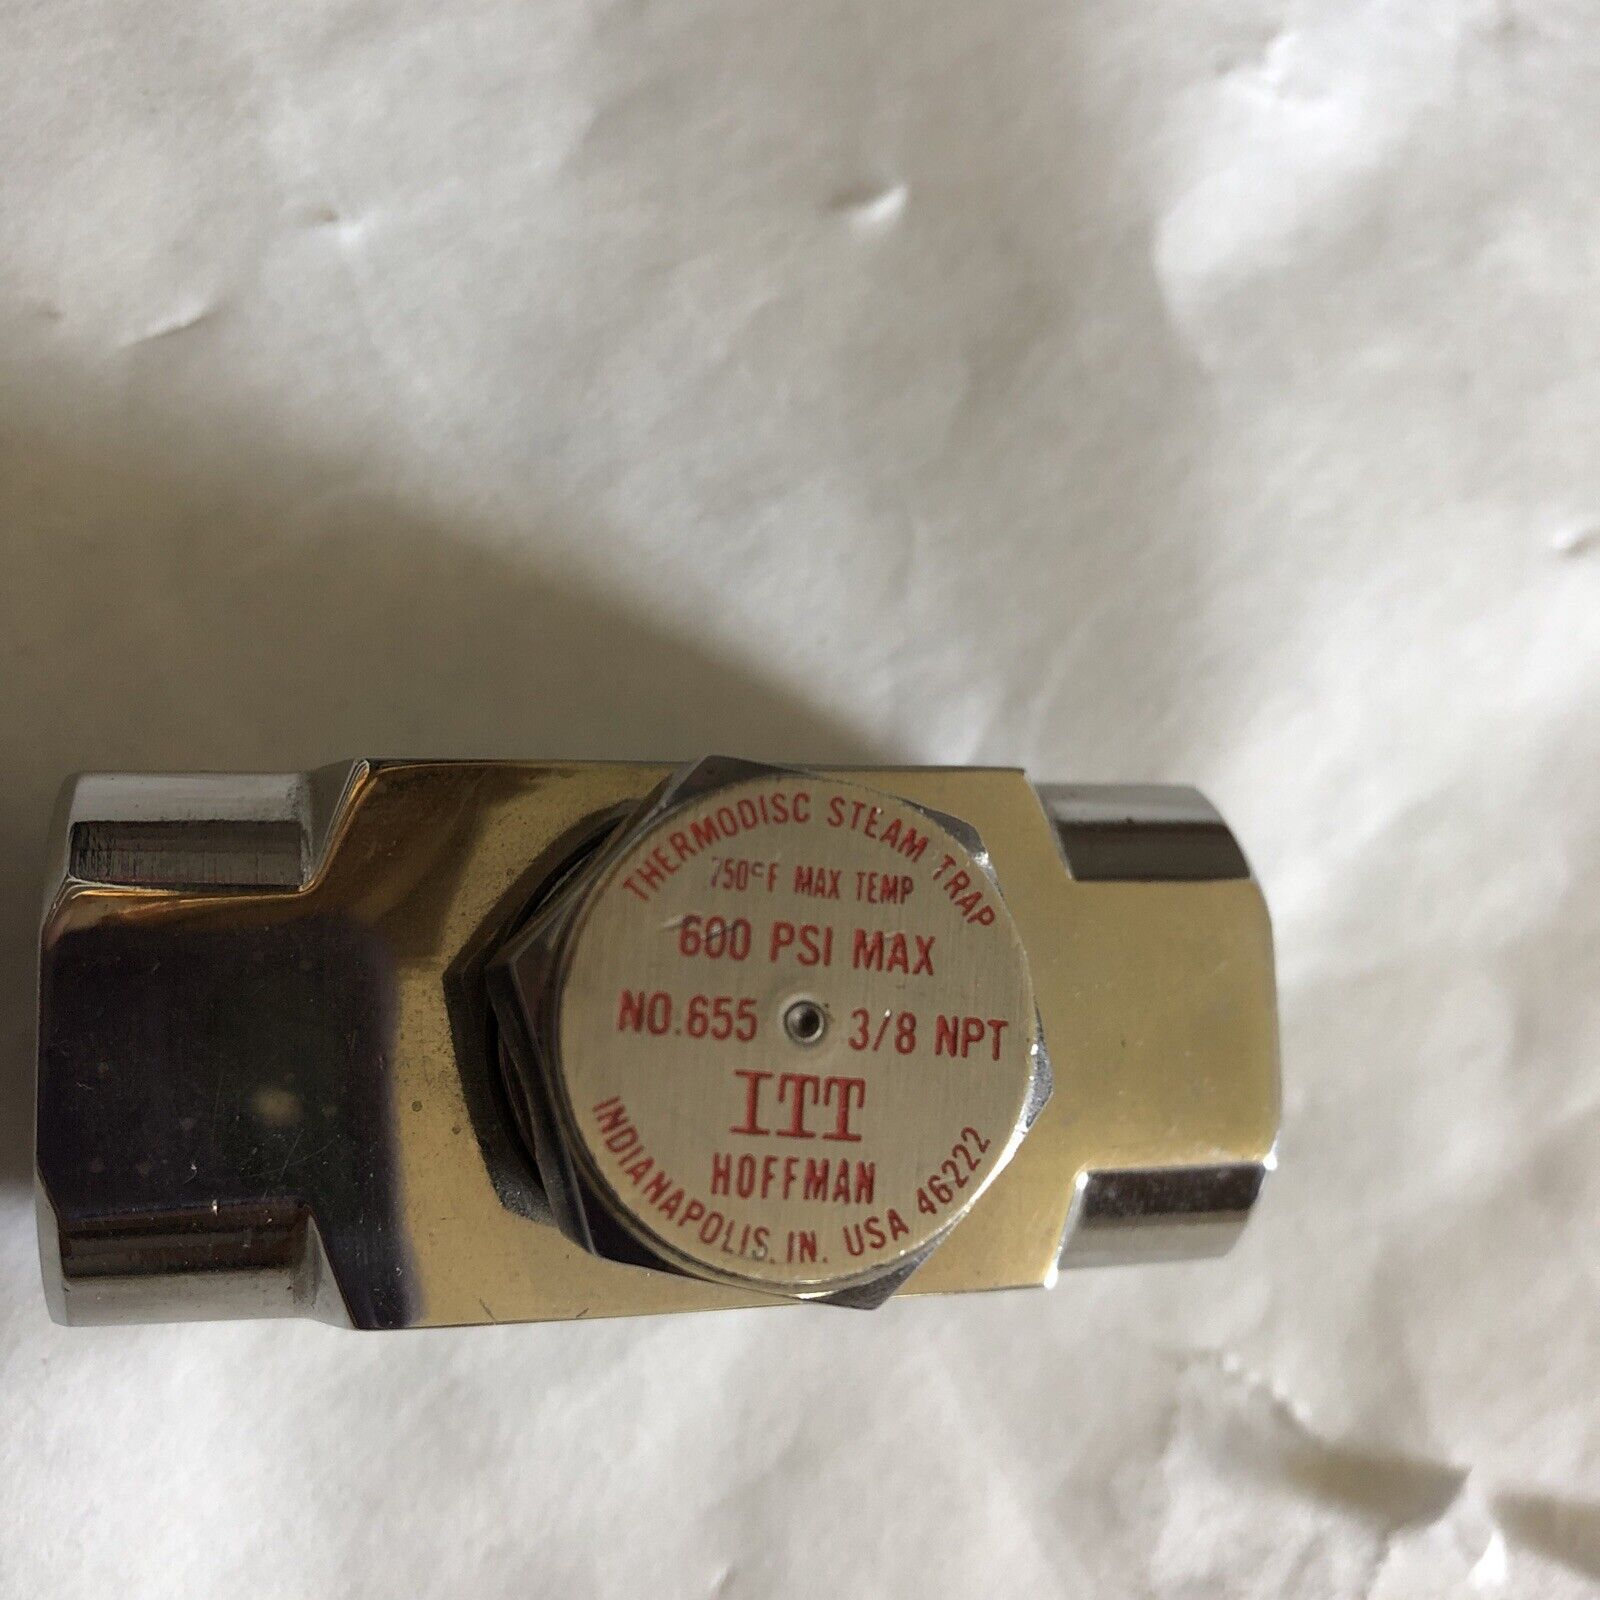 THERMODISC STEAM TRAP
750°F MAX TEMP
600 PSI MAX
NO.655 3/8 NPT
ITT
HOFFMAN
INDIANAPOLIS, IN. USA 46222